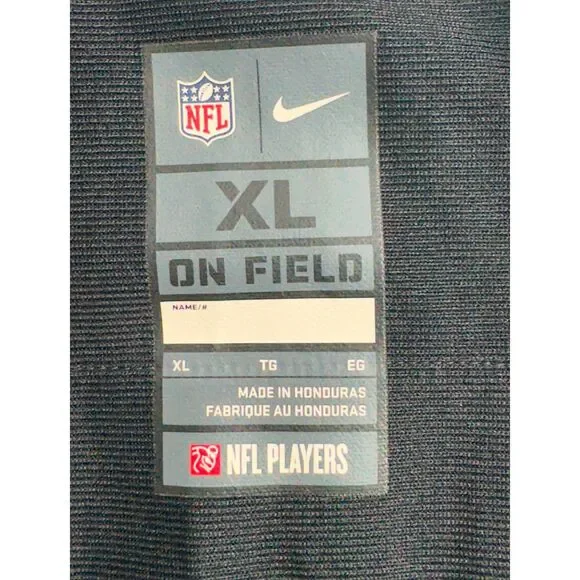 NFL
XL
ON FIELD
NAME/#
XL TG EG
MADE IN HONDURAS
FABRIQUE AU HONDURAS
NFL PLAYERS